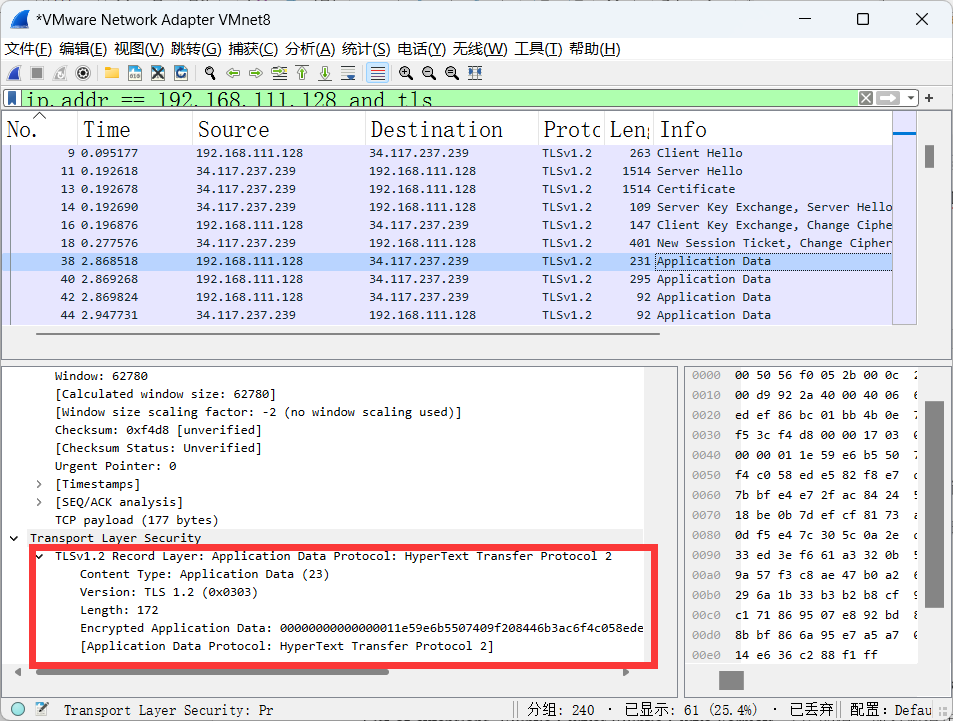 *VMware Network Adapter VMnet8
文件(F) 编辑(E) 视图(V) 跳转(G) 捕获(C) 分析(A) 统计(S) 电话(Y) 无线(W) 工具(T) 帮助(H)
ip.addr == 192.168.111.128 and tls
No. Time Source Destination Protc Leng Info
9 0.095177 192.168.111.128 34.117.237.239 TLSv1.2 263 Client Hello
11 0.192618 34.117.237.239 192.168.111.128 TLSv1.2 1514 Server Hello
13 0.192678 34.117.237.239 192.168.111.128 TLSv1.2 1514 Certificate
14 0.192690 34.117.237.239 192.168.111.128 TLSv1.2 109 Server Key Exchange, Server Hello
16 0.196876 192.168.111.128 34.117.237.239 TLSv1.2 147 Client Key Exchange, Change Ciphe
18 0.277576 34.117.237.239 192.168.111.128 TLSv1.2 401 New Session Ticket, Change Cipher
38 2.868518 192.168.111.128 34.117.237.239 TLSv1.2 231 Application Data
40 2.869268 192.168.111.128 34.117.237.239 TLSv1.2 295 Application Data
42 2.869824 192.168.111.128 34.117.237.239 TLSv1.2 92 Application Data
44 2.947731 34.117.237.239 192.168.111.128 TLSv1.2 92 Application Data
Window: 62780
[Calculated window size: 62780]
[Window size scaling factor: -2 (no window scaling used)]
Checksum: 0xf4d8 [unverified]
[Checksum Status: Unverified]
Urgent Pointer: 0
[Timestamps]
[SEQ/ACK analysis]
TCP payload (177 bytes)
Transport Layer Security
TLSv1.2 Record Layer: Application Data Protocol: HyperText Transfer Protocol 2
Content Type: Application Data (23)
Version: TLS 1.2 (0x0303)
Length: 172
Encrypted Application Data: 00000000000000011e59e6b5507409f208446b3ac6f4c058ede
[Application Data Protocol: HyperText Transfer Protocol 2]
0000 00 50 56 f0 05 2b 00 0c
0010 00 d9 92 2a 40 00 40 06
0020 ed ef 86 bc 01 bb 4b 0e
0030 f5 3c f4 d8 00 00 17 03
0040 00 00 01 1e 59 e6 b5 50
0050 f4 c0 58 ed e5 82 f8 e7
0060 7b bf e4 e7 2f ac 84 24
0070 18 be 0b 7d ef cf 81 73
0080 0d f5 e4 7c 30 5c 0a 2e
0090 33 ed 3e f6 61 a3 32 0b
00a0 9a 57 f3 c8 ae 47 b0 a2
00b0 29 6a 1b 33 b3 b2 b8 cf
00c0 c1 71 86 95 07 e8 92 bd
00d0 8b bf 86 6a 95 e7 a5 a7
00e0 14 e6 36 c2 88 f1 ff
Transport Layer Security: Pr
分组: 240 · 已显示: 61 (25.4%) · 已丢弃
配置: Defau